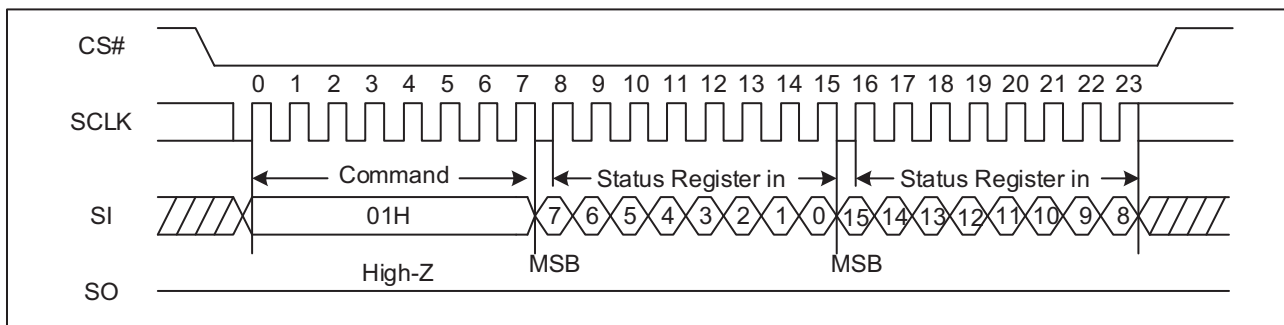 CS#
0 1 2 3 4 5 6 7 8 9 10 11 12 13 14 15 16 17 18 19 20 21 22 23
SCLK
Command Status Register in Status Register in
SI 01H 7 6 5 4 3 2 1 0 15 14 13 12 11 10 9 8
MSB MSB
High-Z
SO